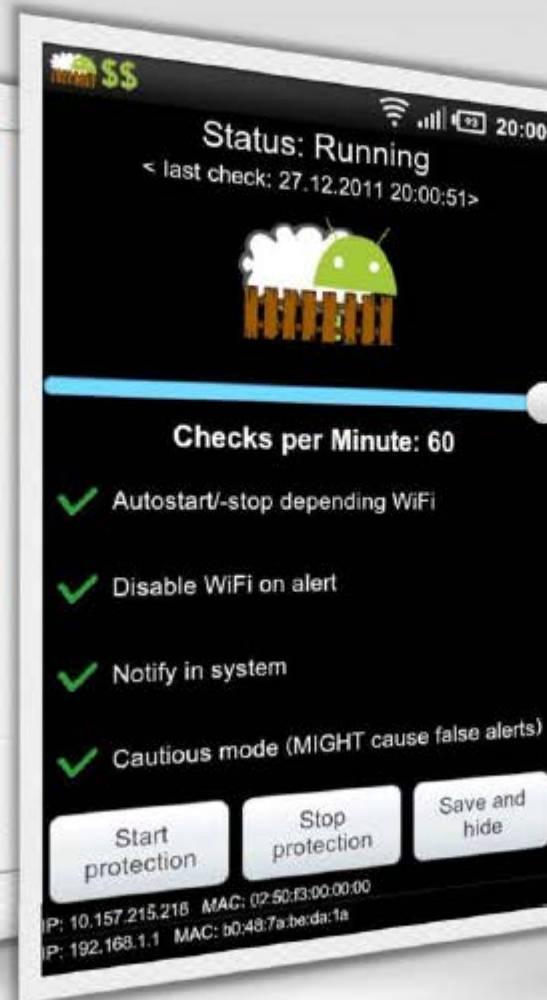 $$
93 20:00
Status: Running
< last check: 27.12.2011 20:00:51>
Checks per Minute: 60
Autostart/-stop depending WiFi
Disable WiFi on alert
Notify in system
Cautious mode (MIGHT cause false alerts)
Start protection
Stop protection
Save and hide
IP: 10.157.215.218 MAC: 02:50:f3:00:00:00
IP: 192.168.1.1 MAC: b0:48:7a:be:da:1a